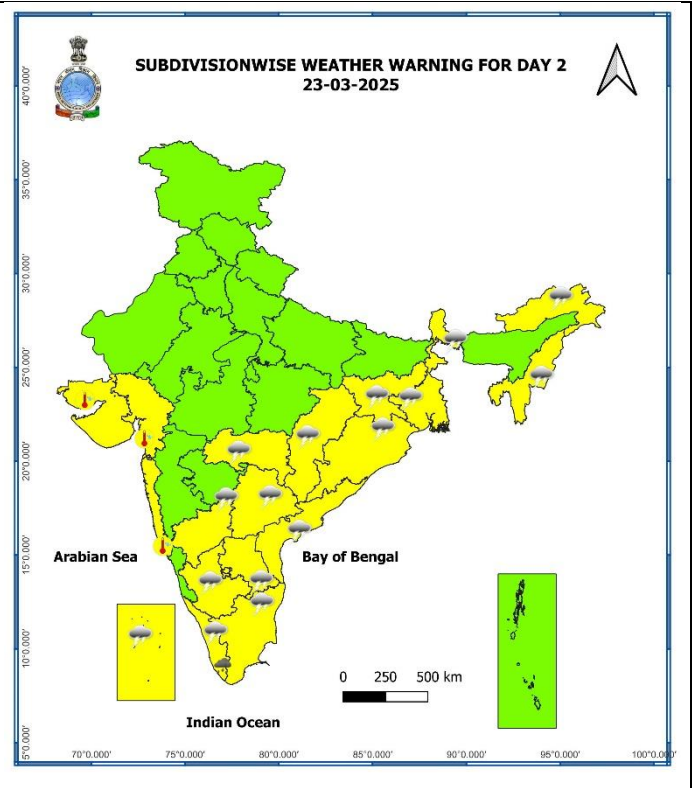 SUBDIVISIONWISE WEATHER WARNING FOR DAY 2
23-03-2025
40°0.000'
35°0.000'
30°0.000'
25°0.000'
20°0.000'
15°0.000'
10°0.000'
5°0.000'
Arabian Sea
Bay of Bengal
0 250 500 km
Indian Ocean
70°0.000' 75°0.000' 80°0.000' 85°0.000' 90°0.000' 95°0.000' 100°0.000'